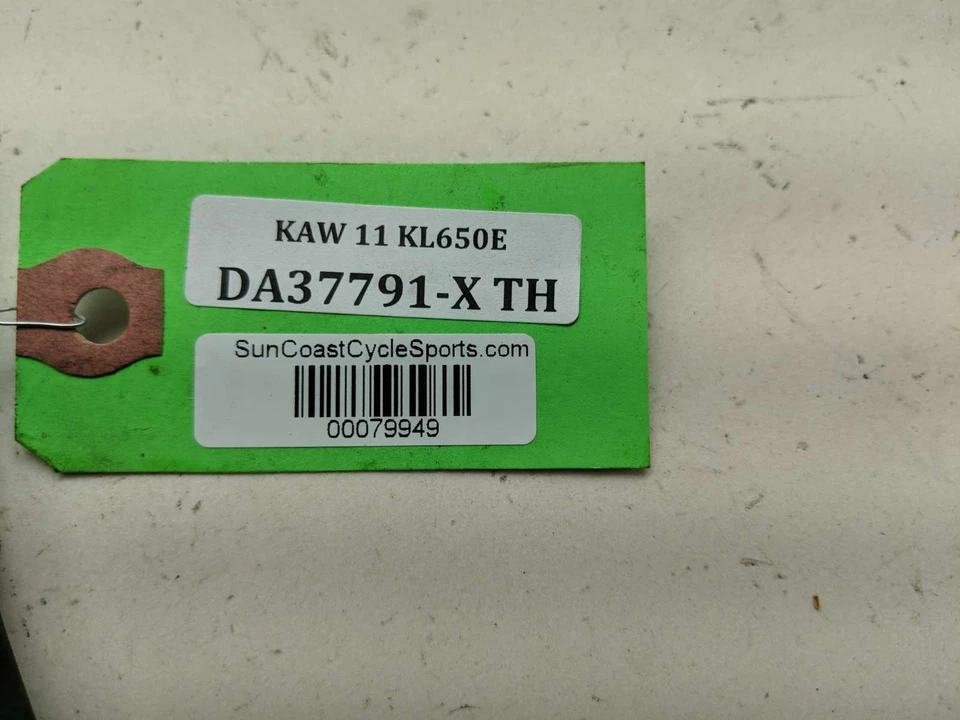 KAW 11 KL650E
DA37791-X TH
SunCoastCycleSports.com
00079949